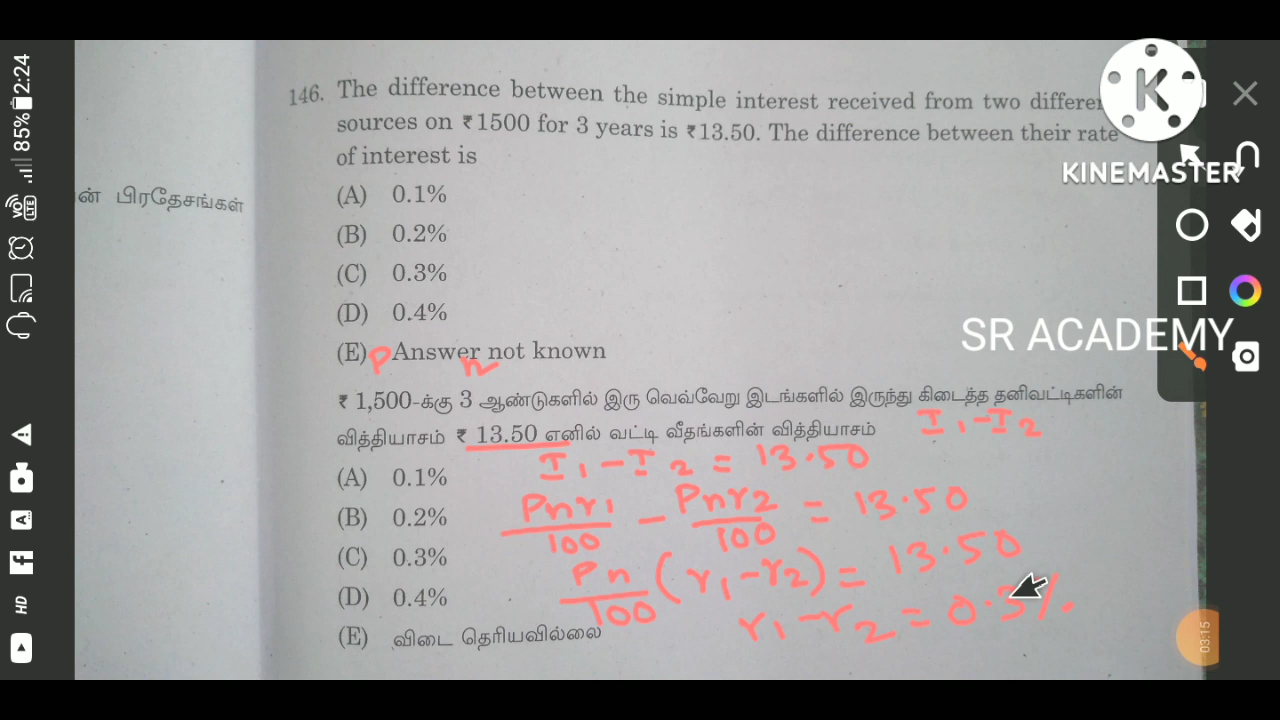 85% 2:24
ன் பிரதேசங்கள்
146. The difference between the simple interest received from two differen
sources on ₹1500 for 3 years is ₹13.50. The difference between their rate
of interest is
(A) 0.1%
(B) 0.2%
(C) 0.3%
(D) 0.4%
(E) Answer not known
P n
₹ 1,500-க்கு 3 ஆண்டுகளில் இரு வெவ்வேறு இடங்களில் இருந்து கிடைத்த தனிவட்டிகளின்
வித்தியாசம் ₹ 13.50 எனில் வட்டி வீதங்களின் வித்தியாசம்
(A) 0.1%
(B) 0.2%
(C) 0.3%
(D) 0.4%
(E) விடை தெரியவில்லை
I₁-I₂
I₁-I₂ = 13.50
Pnr₁/100 - Pnr₂/100 = 13.50
Pn/100 (r₁-r₂) = 13.50
r₁-r₂ = 0.3%
K
KINEMASTER
SR ACADEMY
03:15
VO) LTE
HD
A
f